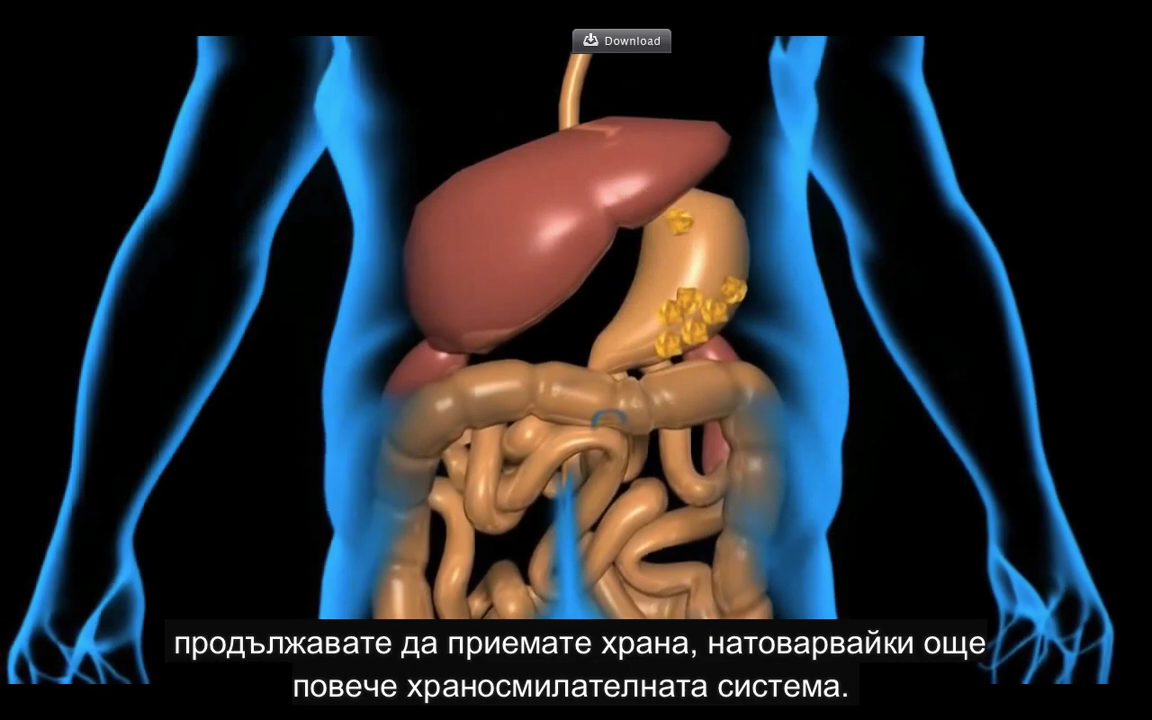 Download
продължавате да приемате храна, натоварвайки още
повече храносмилателната система.